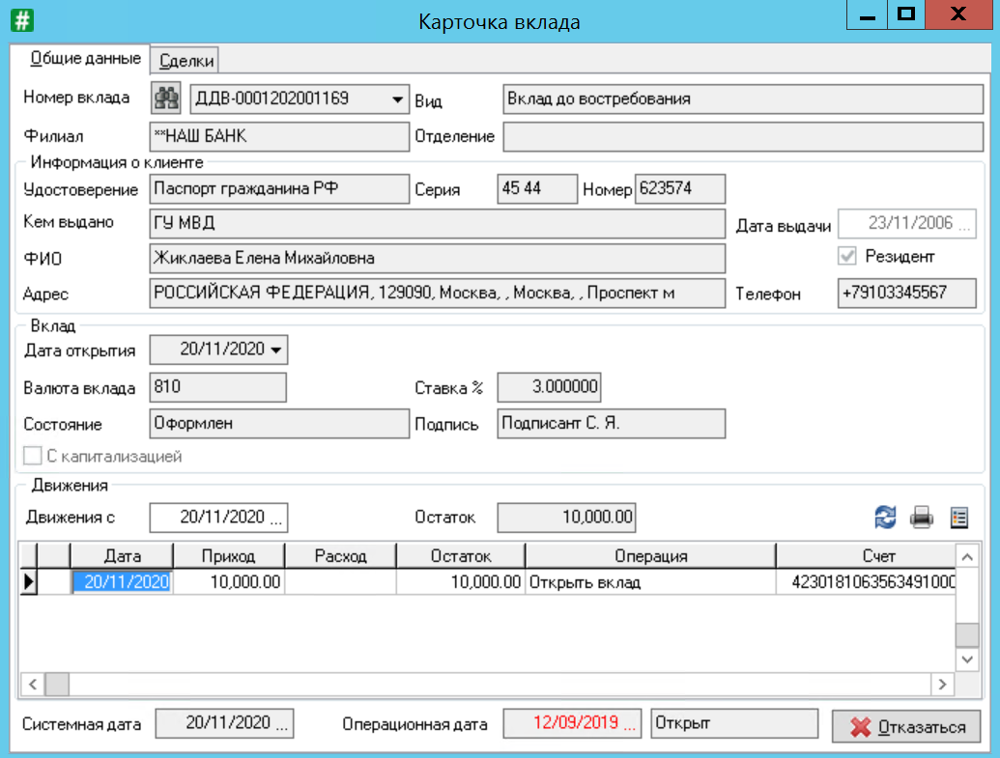 Карточка вклада
Общие данные Сделки
Номер вклада ДДВ-0001202001169 Вид Вклад до востребования
Филиал **НАШ БАНК Отделение
Информация о клиенте
Удостоверение Паспорт гражданина РФ Серия 45 44 Номер 623574
Кем выдано ГУ МВД Дата выдачи 23/11/2006 ...
ФИО Жиклаева Елена Михайловна Резидент
Адрес РОССИЙСКАЯ ФЕДЕРАЦИЯ, 129090, Москва, , Москва, , Проспект м Телефон +79103345567
Вклад
Дата открытия 20/11/2020
Валюта вклада 810 Ставка % 3.000000
Состояние Оформлен Подпись Подписант С. Я.
С капитализацией
Движения
Движения с 20/11/2020 ... Остаток 10,000.00
Дата Приход Расход Остаток Операция Счет
20/11/2020 10,000.00 10,000.00 Открыть вклад 4230181063563491000
Системная дата 20/11/2020 ... Операционная дата 12/09/2019 ... Открыт Отказаться